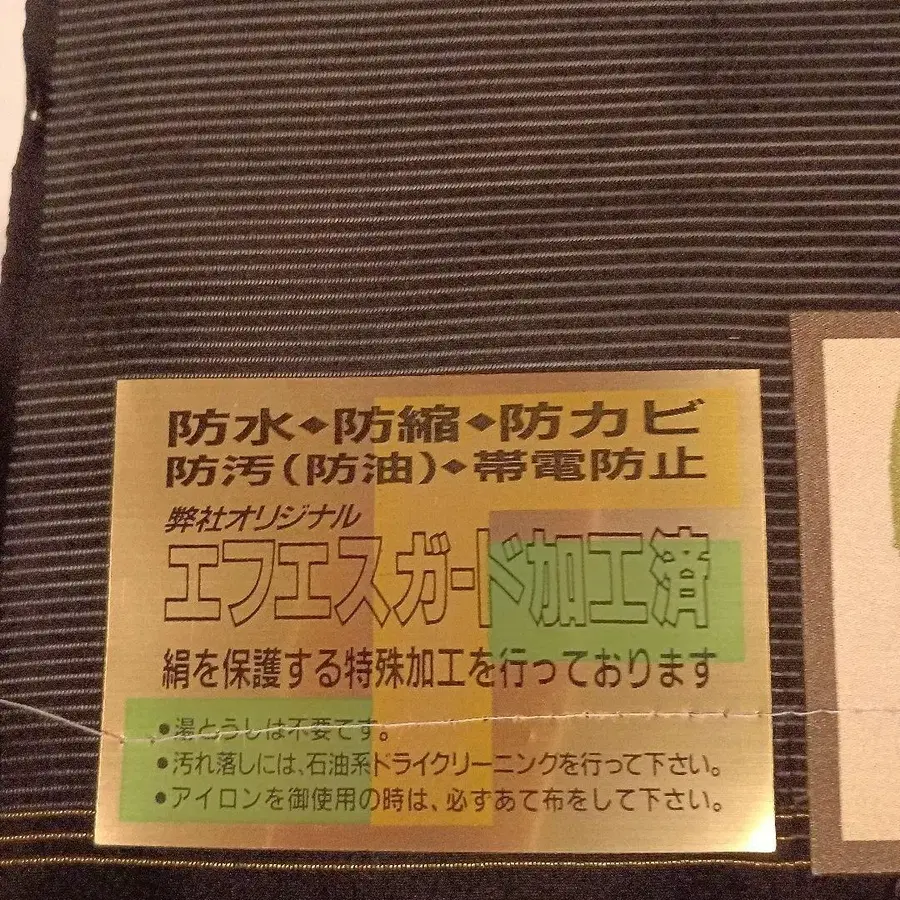 防水◆防縮◆防カビ
防汚(防油)◆帯電防止
弊社オリジナル
エフエスガード加工済
絹を保護する特殊加工を行っております
●湯とうしは不要です。
●汚れ落しには、石油系ドライクリーニングを行って下さい。
●アイロンを御使用の時は、必ずあて布をして下さい。